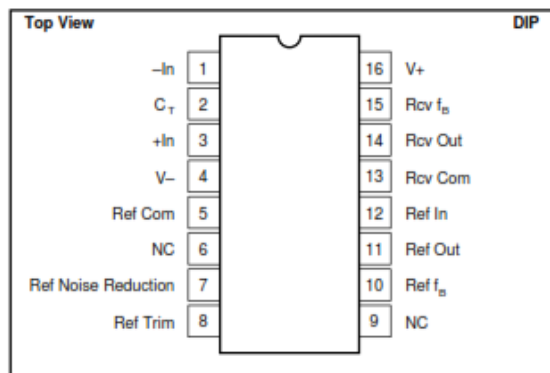 Top View DIP
–In 1 16 V+
C_T 2 15 Rcv f_B
+In 3 14 Rcv Out
V– 4 13 Rcv Com
Ref Com 5 12 Ref In
NC 6 11 Ref Out
Ref Noise Reduction 7 10 Ref f_B
Ref Trim 8 9 NC